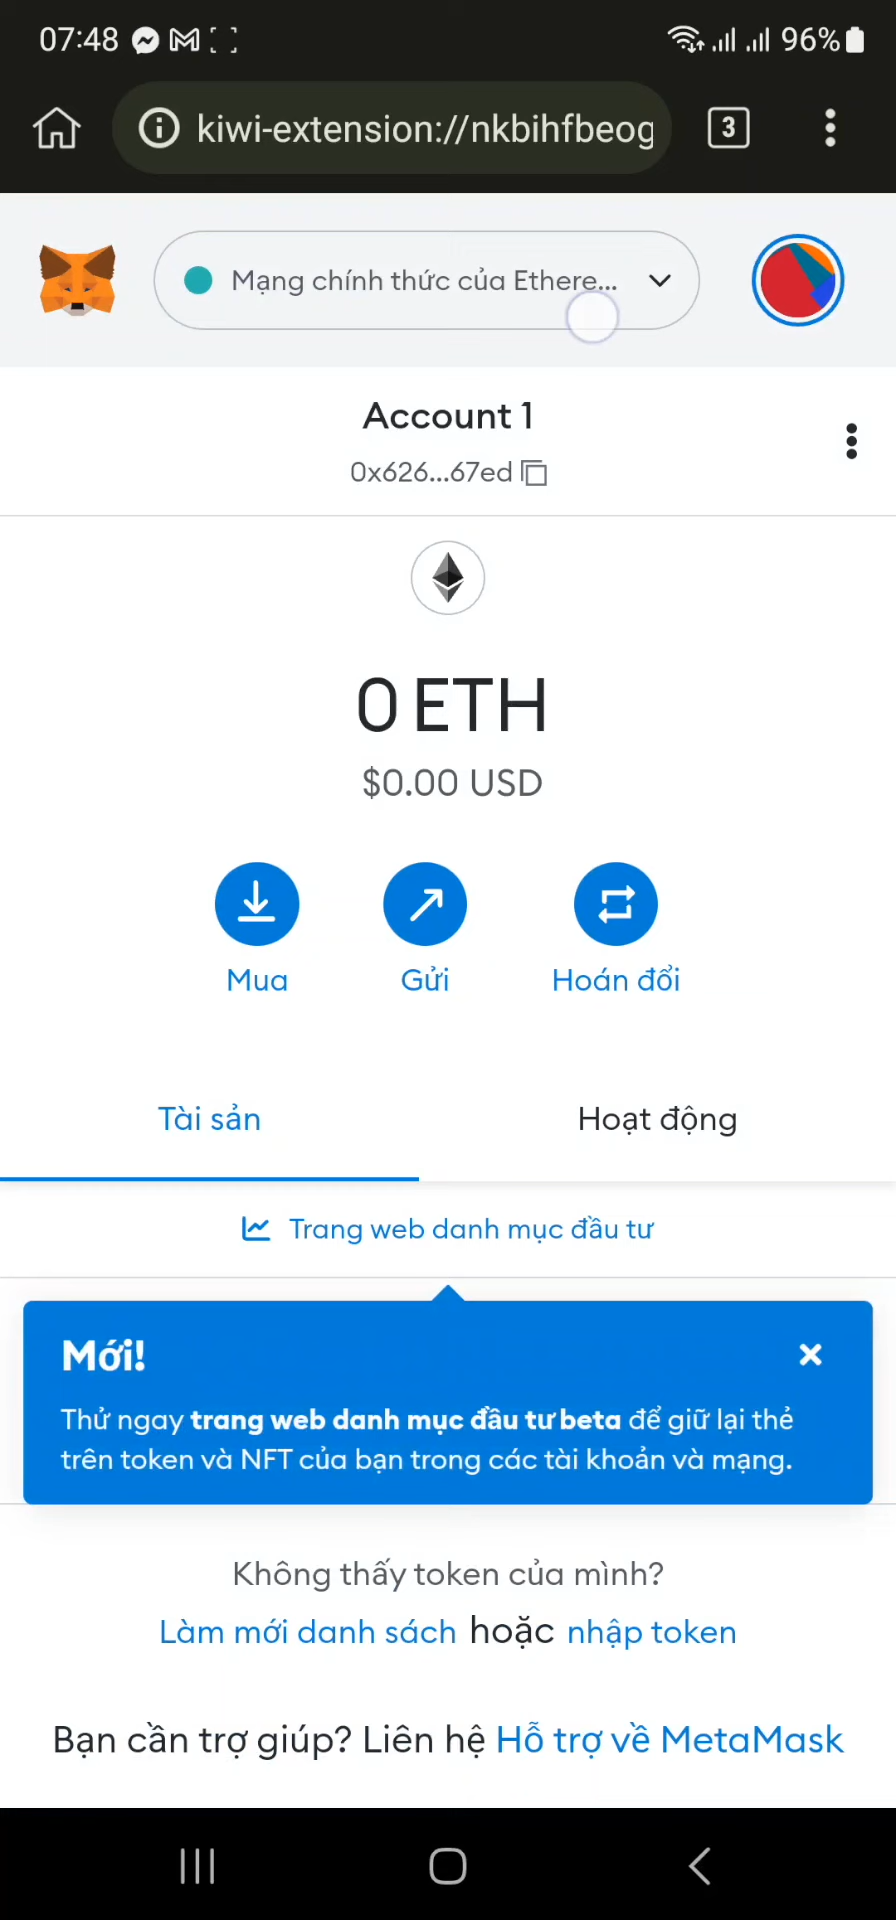 07:48 96%
kiwi-extension://nkbihfbeog 3
Mạng chính thức của Ethere...
Account 1
0x626...67ed
0 ETH
$0.00 USD
Mua Gửi Hoán đổi
Tài sản Hoạt động
Trang web danh mục đầu tư
Mới!
Thử ngay trang web danh mục đầu tư beta để giữ lại thẻ
trên token và NFT của bạn trong các tài khoản và mạng.
Không thấy token của mình?
Làm mới danh sách hoặc nhập token
Bạn cần trợ giúp? Liên hệ Hỗ trợ về MetaMask